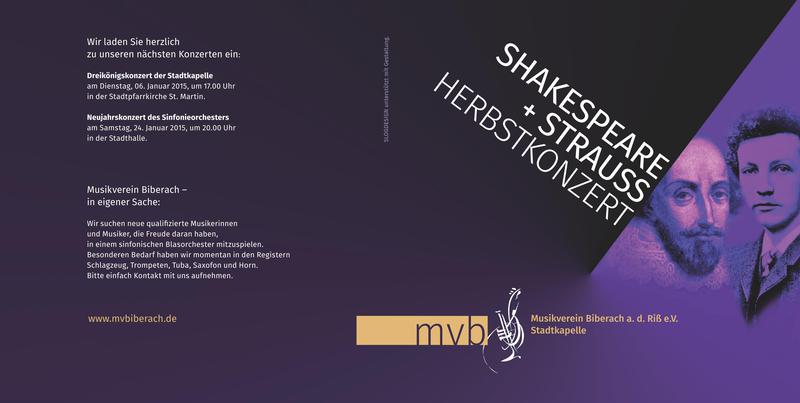 Wir laden Sie herzlich
zu unseren nächsten Konzerten ein:
Dreikönigskonzert der Stadtkapelle
am Dienstag, 06. Januar 2015, um 17.00 Uhr
in der Stadtpfarrkirche St. Martin.
Neujahrskonzert des Sinfonieorchesters
am Samstag, 24. Januar 2015, um 20.00 Uhr
in der Stadthalle.
Musikverein Biberach –
in eigener Sache:
Wir suchen neue qualifizierte Musikerinnen
und Musiker, die Freude daran haben,
in einem sinfonischen Blasorchester mitzuspielen.
Besonderen Bedarf haben wir momentan in den Registern
Schlagzeug, Trompeten, Tuba, Saxofon und Horn.
Bitte einfach Kontakt mit uns aufnehmen.
www.mvbiberach.de
SLOGDESIGN unterstützt mit Gestaltung.
SHAKESPEARE
+ STRAUSS
HERBSTKONZERT
mvb
Musikverein Biberach a. d. Riß e.V.
Stadtkapelle